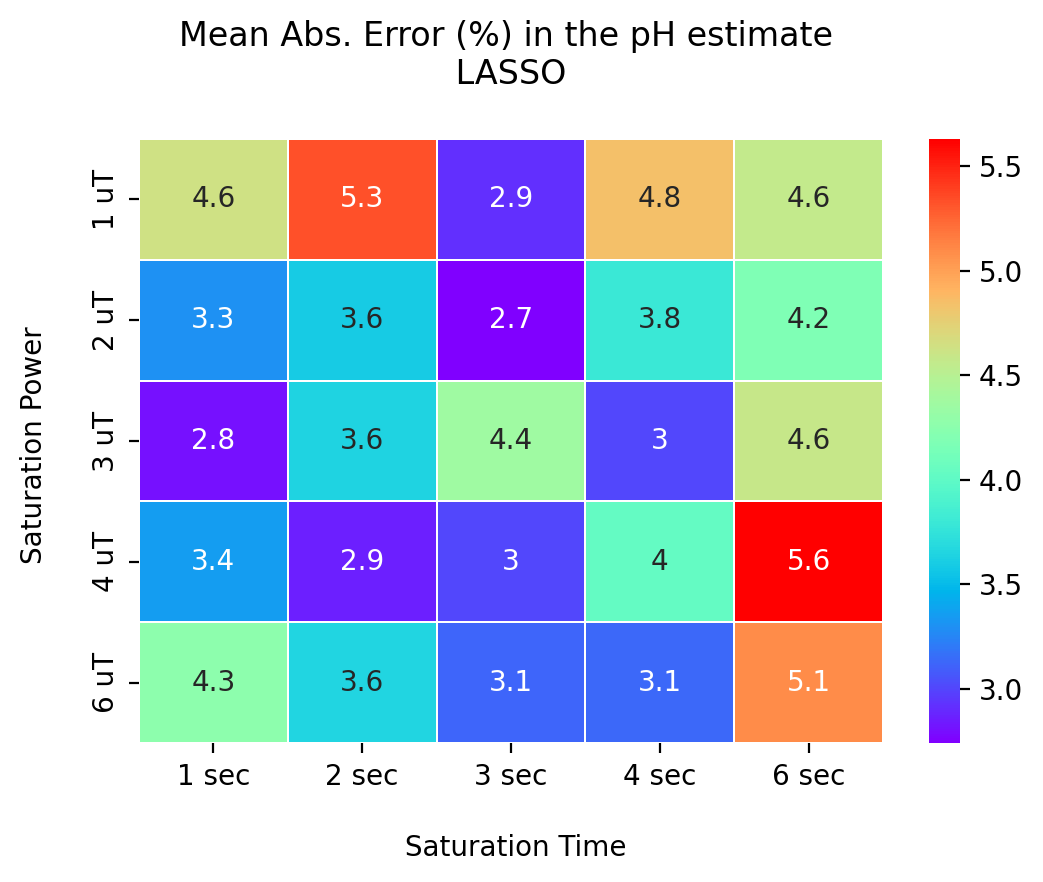 Mean Abs. Error (%) in the pH estimate
LASSO
Saturation Power
1 uT 4.6 5.3 2.9 4.8 4.6
2 uT 3.3 3.6 2.7 3.8 4.2
3 uT 2.8 3.6 4.4 3 4.6
4 uT 3.4 2.9 3 4 5.6
6 uT 4.3 3.6 3.1 3.1 5.1
1 sec 2 sec 3 sec 4 sec 6 sec
Saturation Time
5.5
5.0
4.5
4.0
3.5
3.0